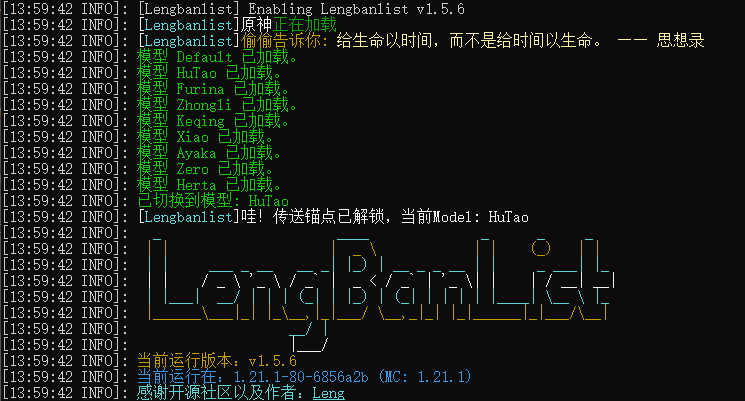 [13:59:42 INFO]: [Lengbanlist] Enabling Lengbanlist v1.5.6
[13:59:42 INFO]: [Lengbanlist]原神正在加载
[13:59:42 INFO]: [Lengbanlist]偷偷告诉你: 给生命以时间，而不是给时间以生命。 —— 思想录
[13:59:42 INFO]: 模型 Default 已加载。
[13:59:42 INFO]: 模型 HuTao 已加载。
[13:59:42 INFO]: 模型 Furina 已加载。
[13:59:42 INFO]: 模型 Zhongli 已加载。
[13:59:42 INFO]: 模型 Keqing 已加载。
[13:59:42 INFO]: 模型 Xiao 已加载。
[13:59:42 INFO]: 模型 Ayaka 已加载。
[13:59:42 INFO]: 模型 Zero 已加载。
[13:59:42 INFO]: 模型 Herta 已加载。
[13:59:42 INFO]: 已切换到模型: HuTao
[13:59:42 INFO]: [Lengbanlist]哇! 传送锚点已解锁，当前Model: HuTao
[13:59:42 INFO]:
[13:59:42 INFO]:
[13:59:42 INFO]:
[13:59:42 INFO]: LengBanList
[13:59:42 INFO]:
[13:59:42 INFO]:
[13:59:42 INFO]:
[13:59:42 INFO]:
[13:59:42 INFO]: 当前运行版本：v1.5.6
[13:59:42 INFO]: 当前运行在：1.21.1-80-6856a2b (MC: 1.21.1)
[13:59:42 INFO]: 感谢开源社区以及作者：Leng